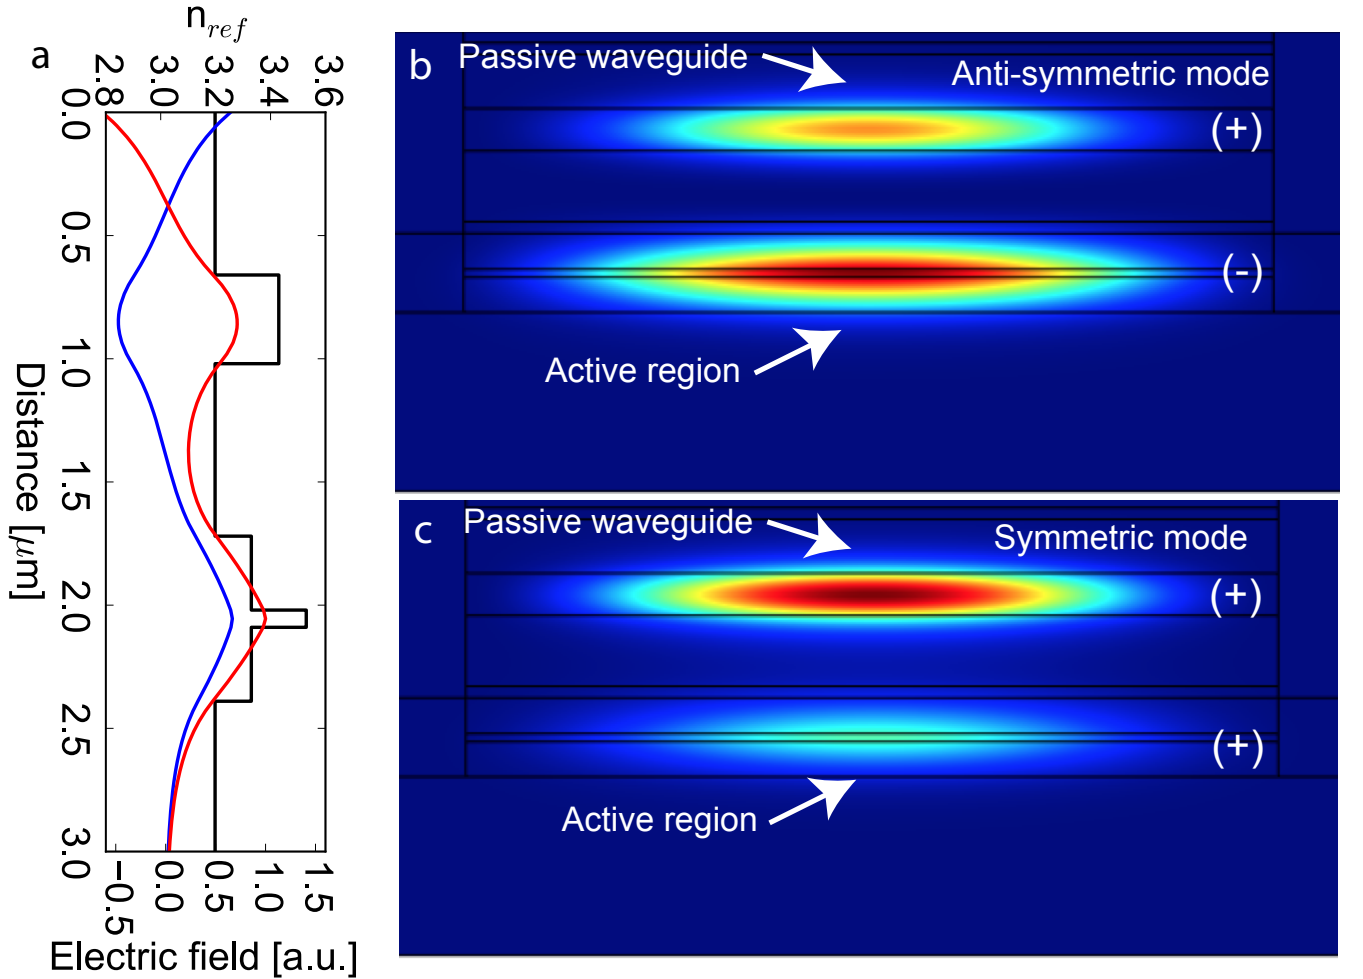 a
n_ref
2.8 3.0 3.2 3.4 3.6
0.0
0.5
1.0
1.5
2.0
2.5
3.0
Distance [μm]
−0.5 0.0 0.5 1.0 1.5
Electric field [a.u.]
b
Passive waveguide
Anti-symmetric mode
(+)
(-)
Active region
c
Passive waveguide
Symmetric mode
(+)
(+)
Active region